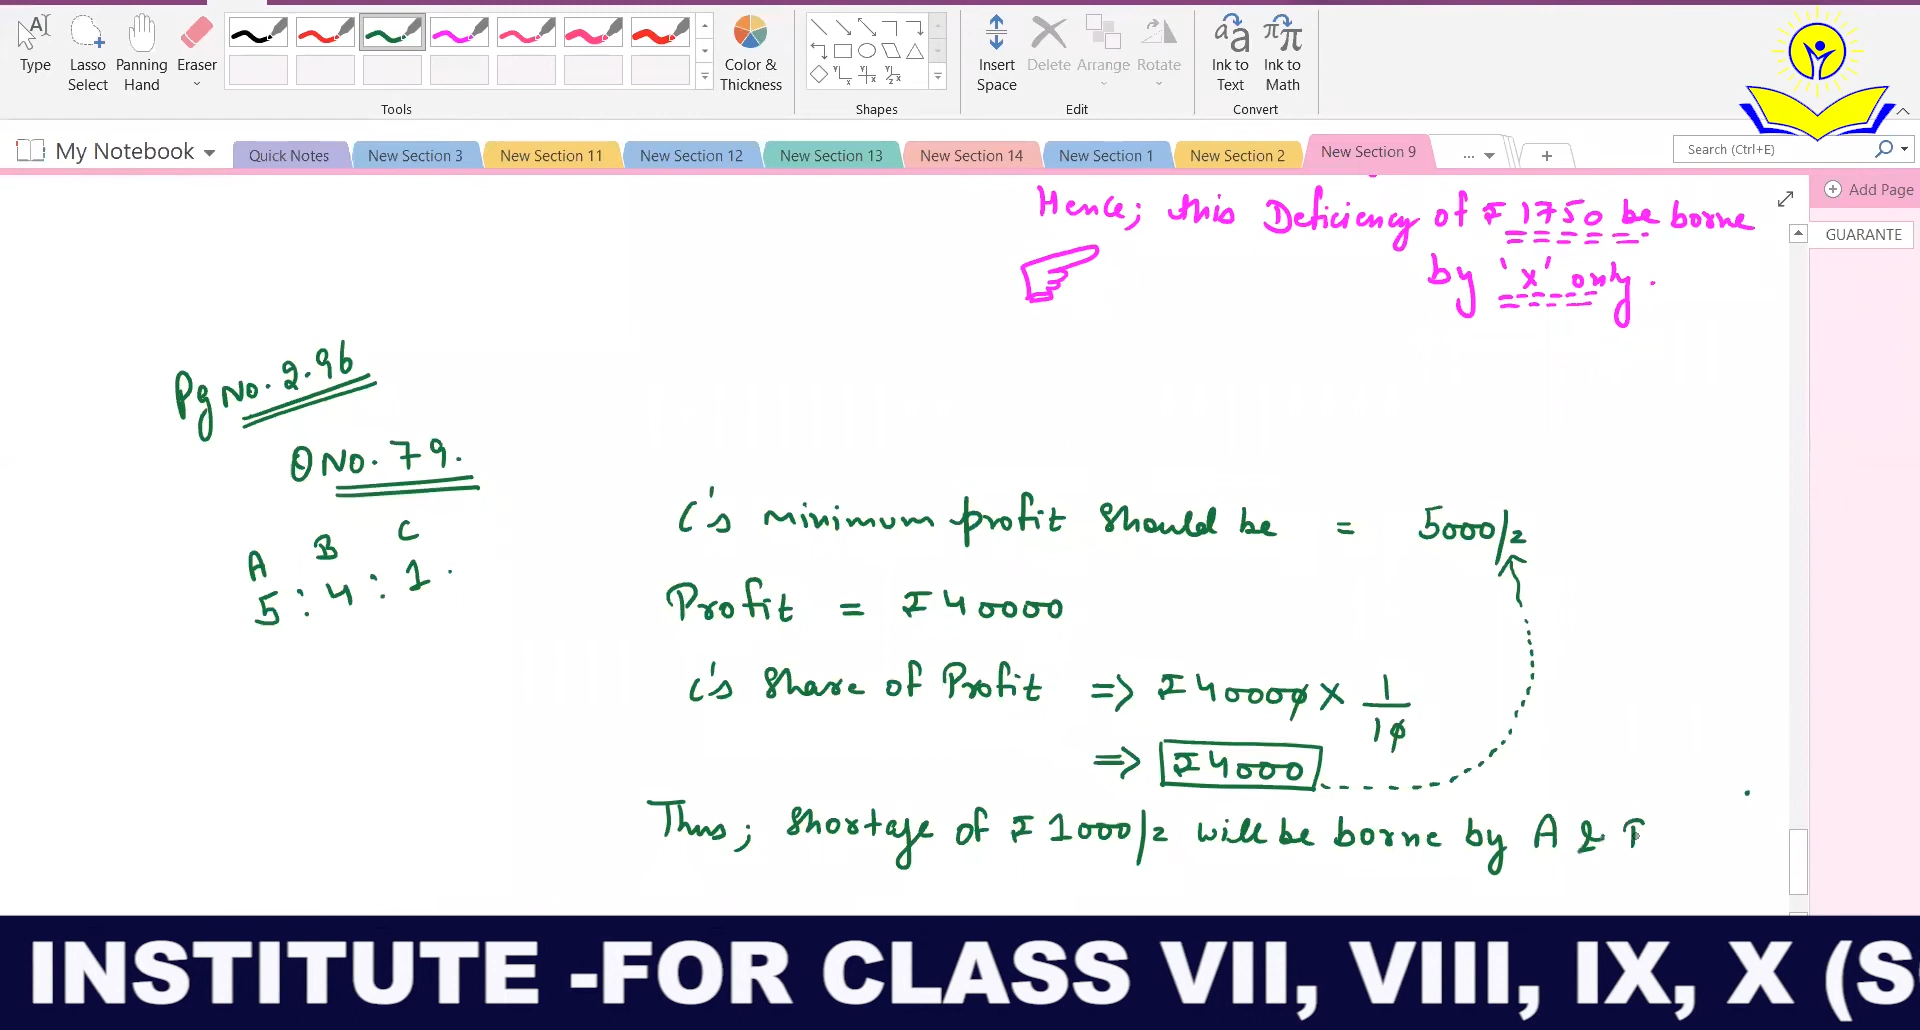 Type
Lasso Select
Panning Hand
Eraser
Color & Thickness
Insert Space
Delete
Arrange
Rotate
Ink to Text
Ink to Math
Tools
Shapes
Edit
Convert
My Notebook
Quick Notes
New Section 3
New Section 11
New Section 12
New Section 13
New Section 14
New Section 1
New Section 2
New Section 9
...
Search (Ctrl+E)
Add Page
GUARANTE
Hence; this Deficiency of ₹ 1750 be borne
by 'x' only.
Pg No. 2.96
Q No. 79.
A B C
5 : 4 : 1.
C's minimum profit should be = 5000/=
Profit = ₹ 40000
C's Share of Profit => ₹ 40000 x 1/10
=> ₹ 4000
Thus; Shortage of ₹ 1000/= will be borne by A &
INSTITUTE -FOR CLASS VII, VIII, IX, X (S